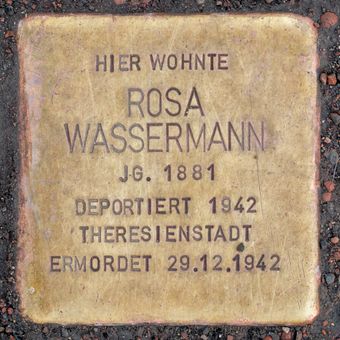 HIER WOHNTE
ROSA
WASSERMANN
JG. 1881
DEPORTIERT 1942
THERESIENSTADT
ERMORDET 29.12.1942